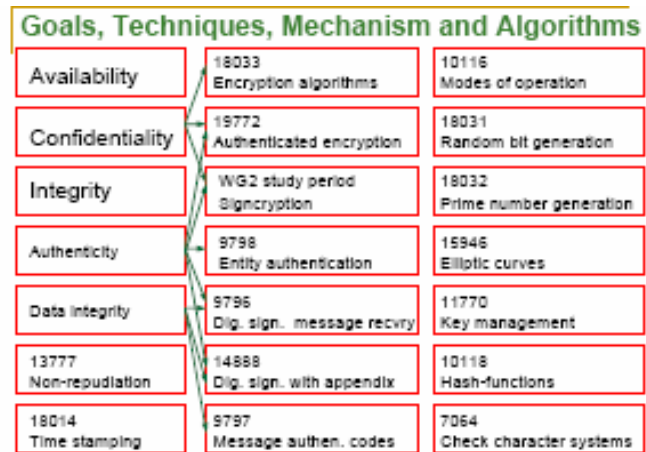 Goals, Techniques, Mechanism and Algorithms
Availability
18033
Encryption algorithms
10116
Modes of operation
Confidentiality
19772
Authenticated encryption
18031
Random bit generation
Integrity
WG2 study period
Signcryption
18032
Prime number generation
Authenticity
9798
Entity authentication
15946
Elliptic curves
Data Integrity
9796
Dig. sign. message recvry
11770
Key management
13777
Non-repudiation
14888
Dig. sign. with appendix
10118
Hash-functions
18014
Time stamping
9797
Message authen. codes
7064
Check character systems